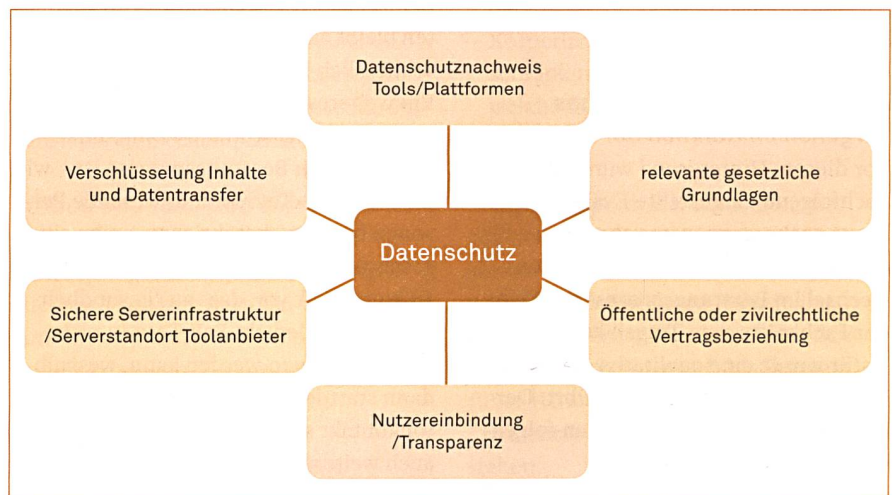 Datenschutznachweis
Tools/Plattformen
Verschlüsselung Inhalte
und Datentransfer
relevante gesetzliche
Grundlagen
Datenschutz
Sichere Serverinfrastruktur
/Serverstandort Toolanbieter
Öffentliche oder zivilrechtliche
Vertragsbeziehung
Nutzereinbindung
/Transparenz